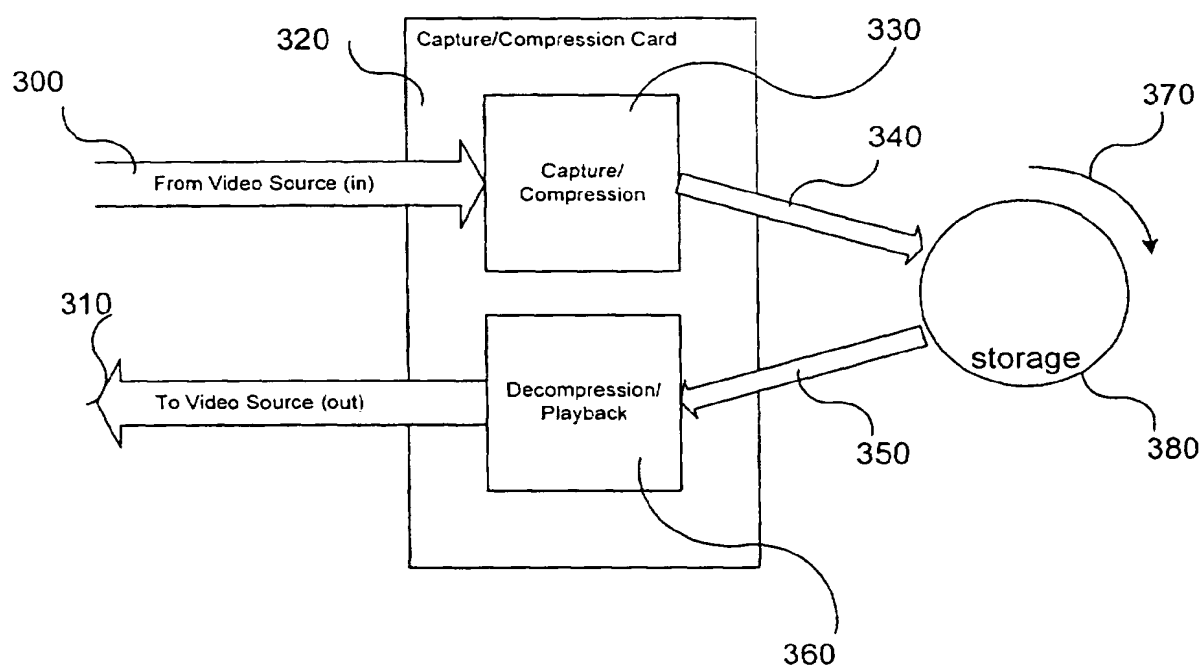 320
Capture/Compression Card
330
300
370
340
From Video Source (in)
Capture/
Compression
310
storage
To Video Source (out)
Decompression/
Playback
350
380
360